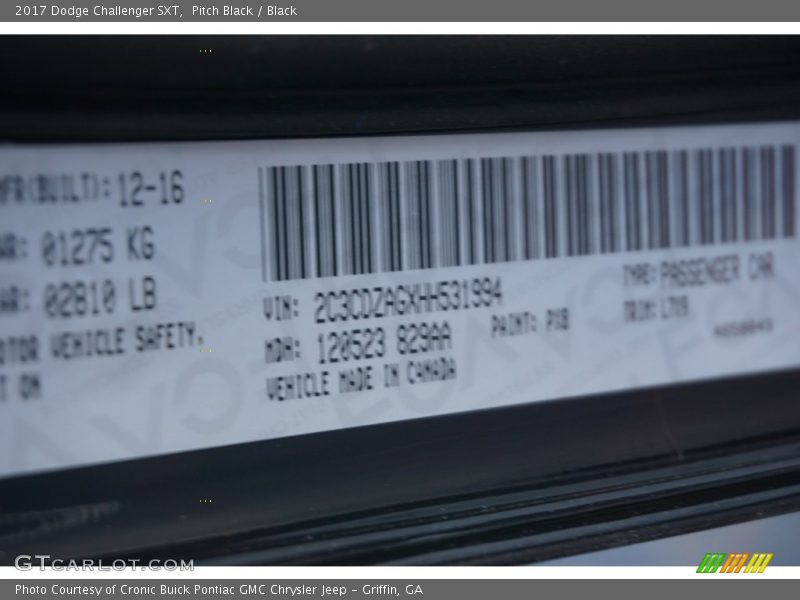 2017 Dodge Challenger SXT,  Pitch Black / Black
MFR(BUILT): 12-16
01275 KG
02810 LB
VEHICLE SAFETY.
VIN: 2C3CDZAGXHH531994
MDH: 120523 829AA
PAINT: PX8
VEHICLE MADE IN CANADA
TYPE: PASSENGER CAR
TRIM:
GTCARLOT.COM
Photo Courtesy of Cronic Buick Pontiac GMC Chrysler Jeep – Griffin, GA